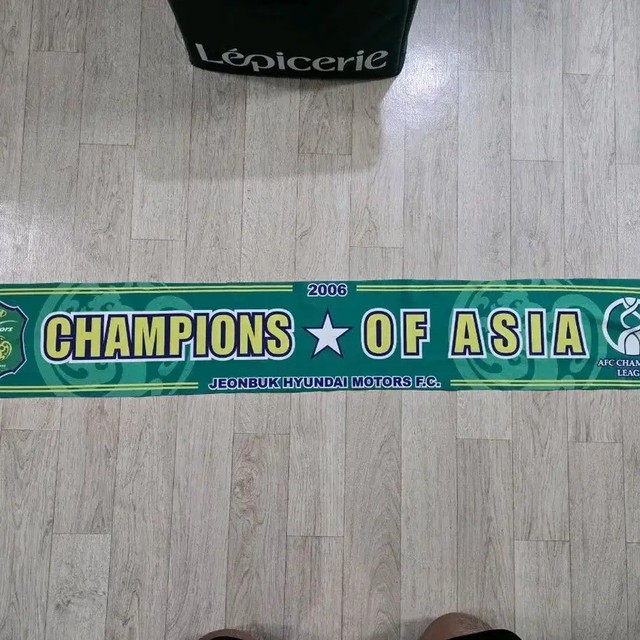 Lépicerie
2006
CHAMPIONS ★ OF ASIA
JEONBUK HYUNDAI MOTORS F.C.
AFC CHAM
LEAG